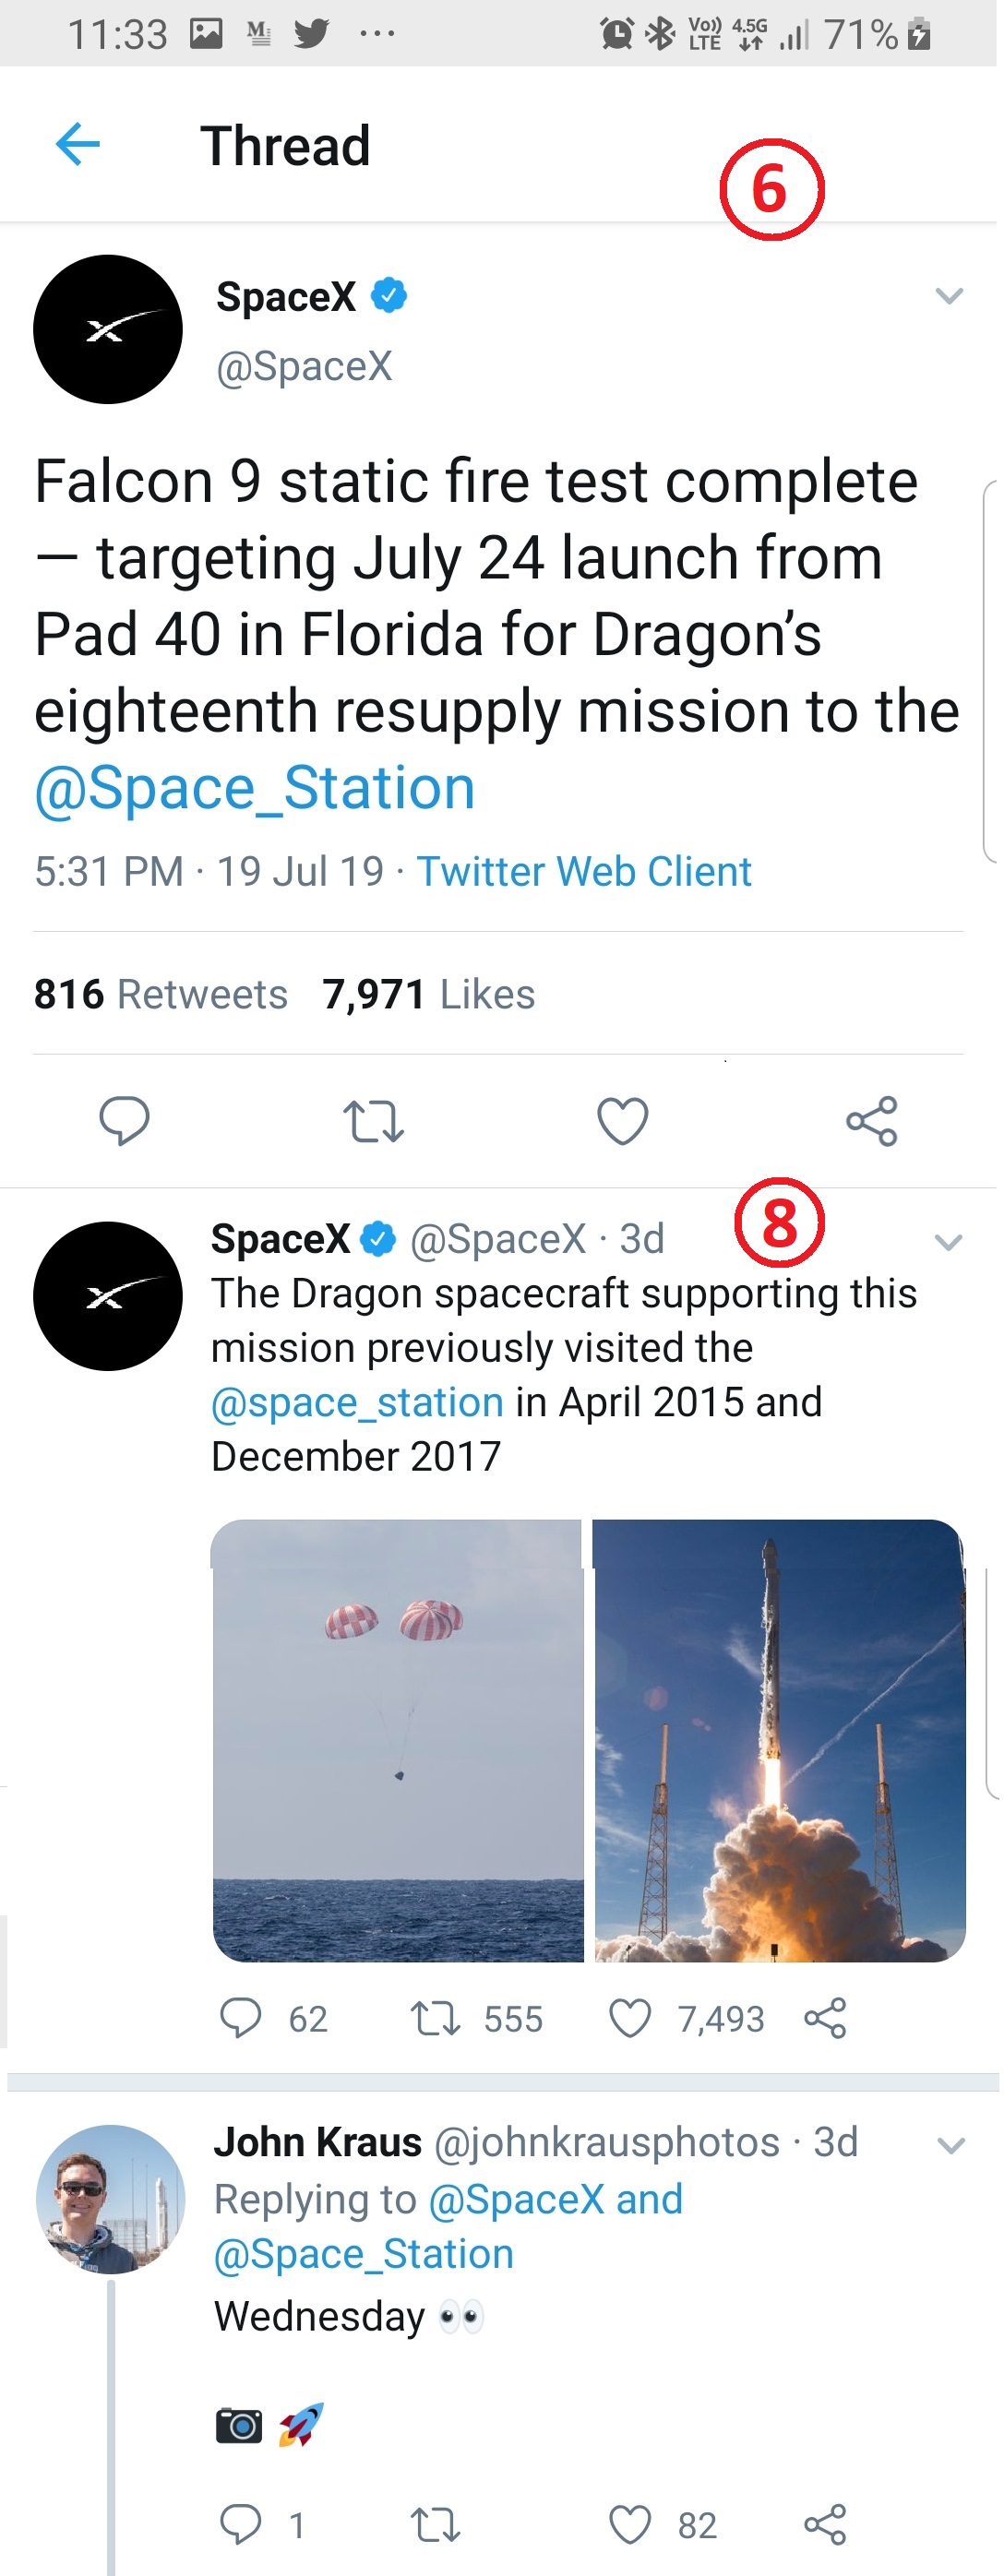 11:33 M ... Vo)) LTE 4.5G 71%
Thread
6
SpaceX
@SpaceX
Falcon 9 static fire test complete
— targeting July 24 launch from
Pad 40 in Florida for Dragon’s
eighteenth resupply mission to the
@Space_Station
5:31 PM · 19 Jul 19 · Twitter Web Client
816 Retweets 7,971 Likes
8
SpaceX @SpaceX · 3d
The Dragon spacecraft supporting this
mission previously visited the
@space_station in April 2015 and
December 2017
62 555 7,493
John Kraus @johnkrausphotos · 3d
Replying to @SpaceX and
@Space_Station
Wednesday 👀
📷 🚀
1 82